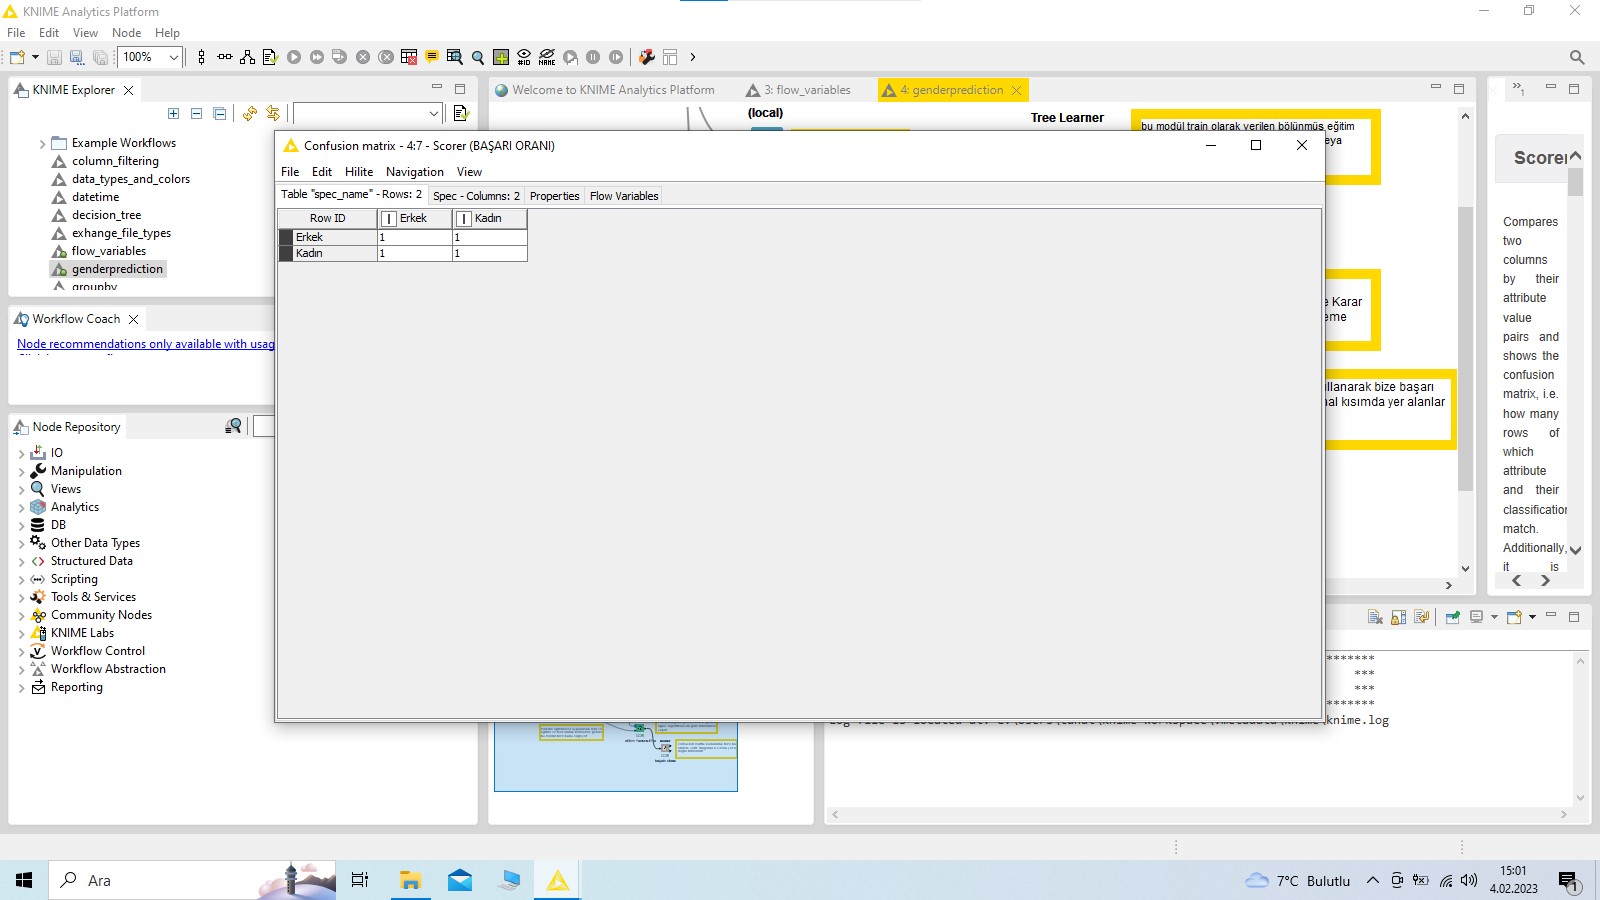 KNIME Analytics Platform
File Edit View Node Help
100%
#ID
NAME
KNIME Explorer
Example Workflows
column_filtering
data_types_and_colors
datetime
decision_tree
exhange_file_types
flow_variables
genderprediction
groupby
Workflow Coach
Node recommendations only available with usag
Node Repository
IO
Manipulation
Views
Analytics
DB
Other Data Types
Structured Data
Scripting
Tools & Services
Community Nodes
KNIME Labs
Workflow Control
Workflow Abstraction
Reporting
Welcome to KNIME Analytics Platform
3: flow_variables
4: genderprediction
(local)
Tree Learner
bu modül train olarak verilen bölünmüş eğitim
eya
e Karar
eme
llanarak bize başarı
nal kısımda yer alanlar
Confusion matrix - 4:7 - Scorer (BAŞARI ORANI)
File Edit Hilite Navigation View
Table "spec_name" - Rows: 2 Spec - Columns: 2 Properties Flow Variables
Row ID I Erkek I Kadın
Erkek 1 1
Kadın 1 1
Scorer
Compares
two
columns
by their
attribute
value
pairs and
shows the
confusion
matrix, i.e.
how many
rows of
which
attribute
and their
classification
match.
Additionally,
it is
*******
***
***
*******
knime.log
Ara
7°C Bulutlu
15:01
4.02.2023
1